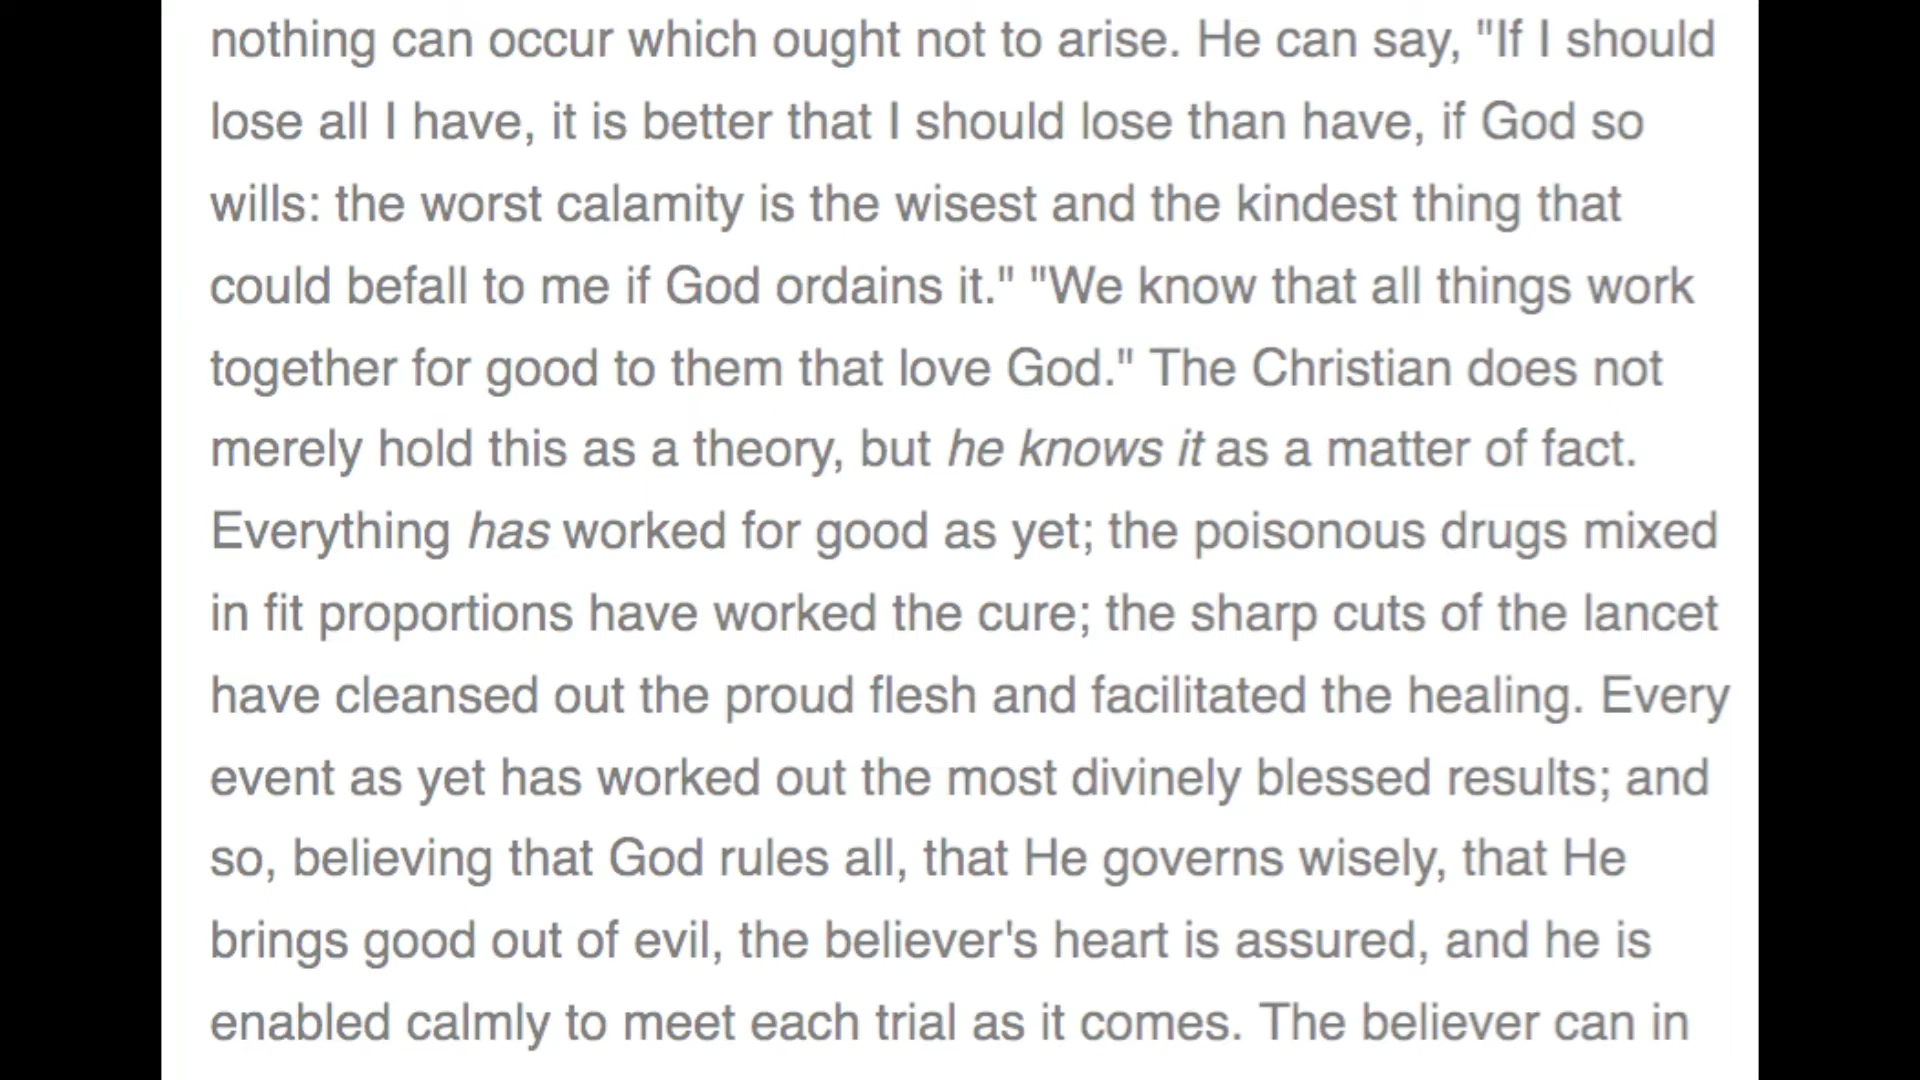 nothing can occur which ought not to arise. He can say, "If I should
lose all I have, it is better that I should lose than have, if God so
wills: the worst calamity is the wisest and the kindest thing that
could befall to me if God ordains it." "We know that all things work
together for good to them that love God." The Christian does not
merely hold this as a theory, but he knows it as a matter of fact.
Everything has worked for good as yet; the poisonous drugs mixed
in fit proportions have worked the cure; the sharp cuts of the lancet
have cleansed out the proud flesh and facilitated the healing. Every
event as yet has worked out the most divinely blessed results; and
so, believing that God rules all, that He governs wisely, that He
brings good out of evil, the believer's heart is assured, and he is
enabled calmly to meet each trial as it comes. The believer can in